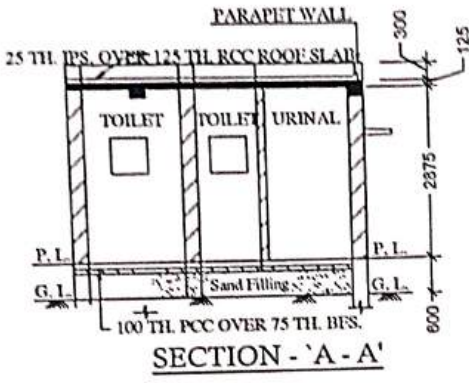 PARAPET WALL
300
125
25 TH. IPS. OVER 125 TH. RCC ROOF SLAB
TOILET TOILET URINAL
2875
P. L. P. L.
G. L. Sand Filling G. L.
600
100 TH. PCC OVER 75 TH. BFS.
SECTION - 'A - A'